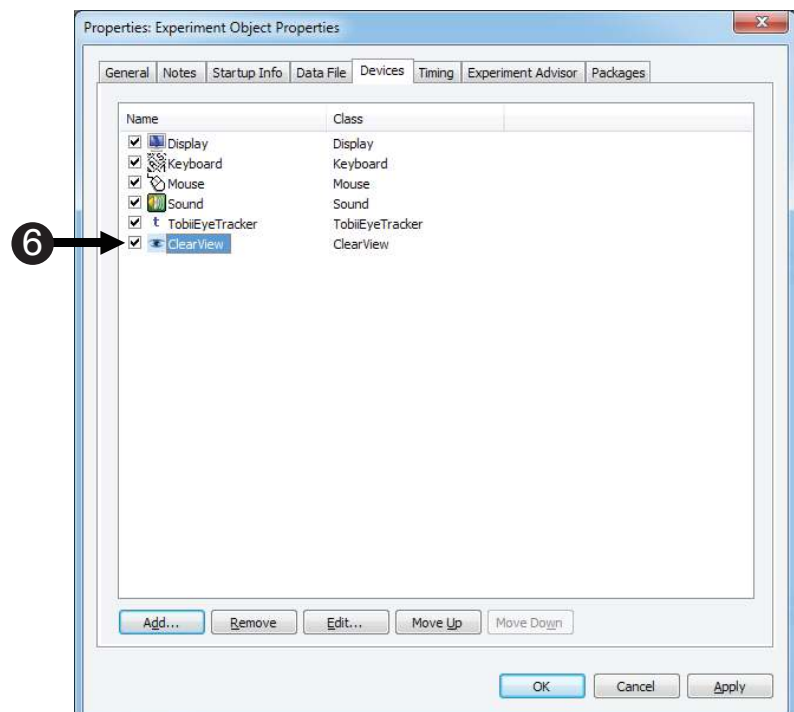 Properties: Experiment Object Properties
General Notes Startup Info Data File Devices Timing Experiment Advisor Packages
Name Class
Display Display
Keyboard Keyboard
Mouse Mouse
Sound Sound
t TobiiEyeTracker TobiiEyeTracker
6 ClearView ClearView
Add... Remove Edit... Move Up Move Down
OK Cancel Apply